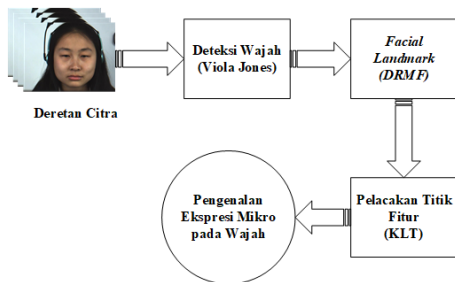 Deretan Citra
Deteksi Wajah
(Viola Jones)
Facial
Landmark
(DRMF)
Pelacakan Titik
Fitur
(KLT)
Pengenalan
Ekspresi Mikro
pada Wajah